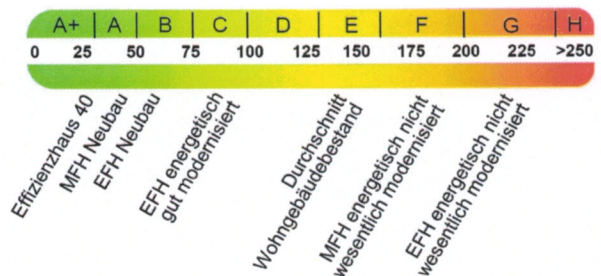 A+ A B C D E F G H
0 25 50 75 100 125 150 175 200 225 >250
Effizienzhaus 40
MFH Neubau
EFH Neubau
EFH energetisch
gut modernisiert
Durchschnitt
Wohngebäudebestand
MFH energetisch nicht
wesentlich modernisiert
EFH energetisch nicht
wesentlich modernisiert